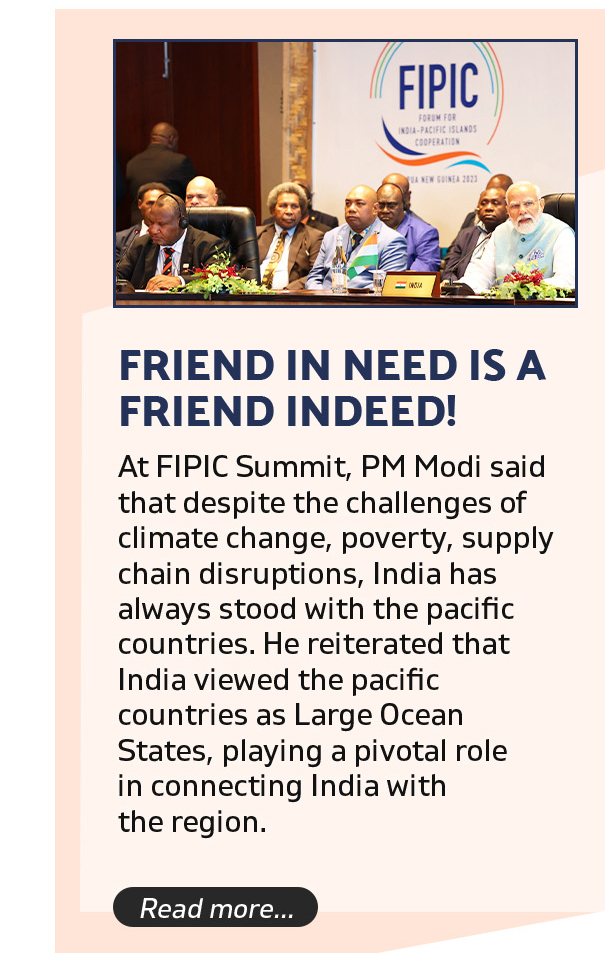 FIPIC
FORUM FOR
INDIA-PACIFIC ISLANDS
COOPERATION
NEW GUINEA 2023
INDIA
FRIEND IN NEED IS A
FRIEND INDEED!
At FIPIC Summit, PM Modi said
that despite the challenges of
climate change, poverty, supply
chain disruptions, India has
always stood with the pacific
countries. He reiterated that
India viewed the pacific
countries as Large Ocean
States, playing a pivotal role
in connecting India with
the region.
Read more...